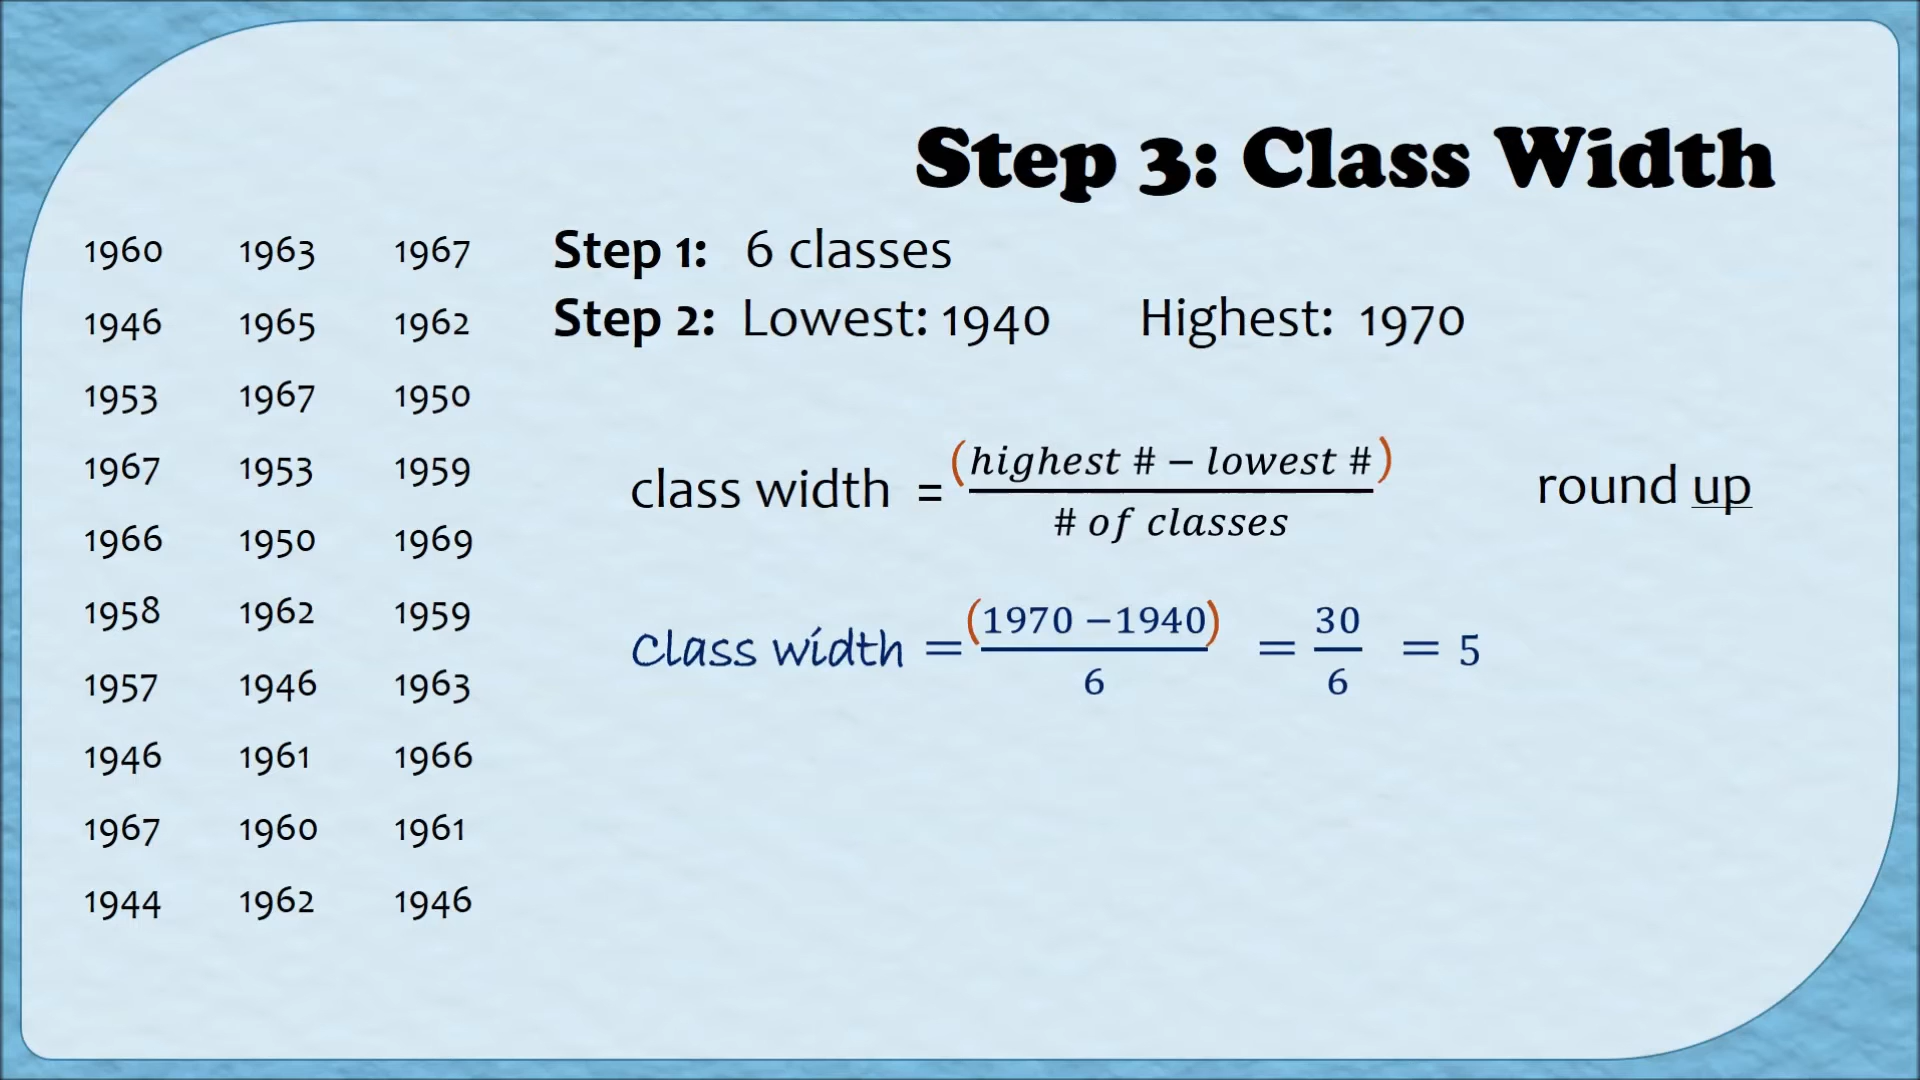 Step 3: Class Width
1960 1963 1967
1946 1965 1962
1953 1967 1950
1967 1953 1959
1966 1950 1969
1958 1962 1959
1957 1946 1963
1946 1961 1966
1967 1960 1961
1944 1962 1946
Step 1: 6 classes
Step 2: Lowest: 1940 Highest: 1970
class width = (highest # − lowest #) / # of classes round up
Class width = (1970 −1940) / 6 = 30 / 6 = 5